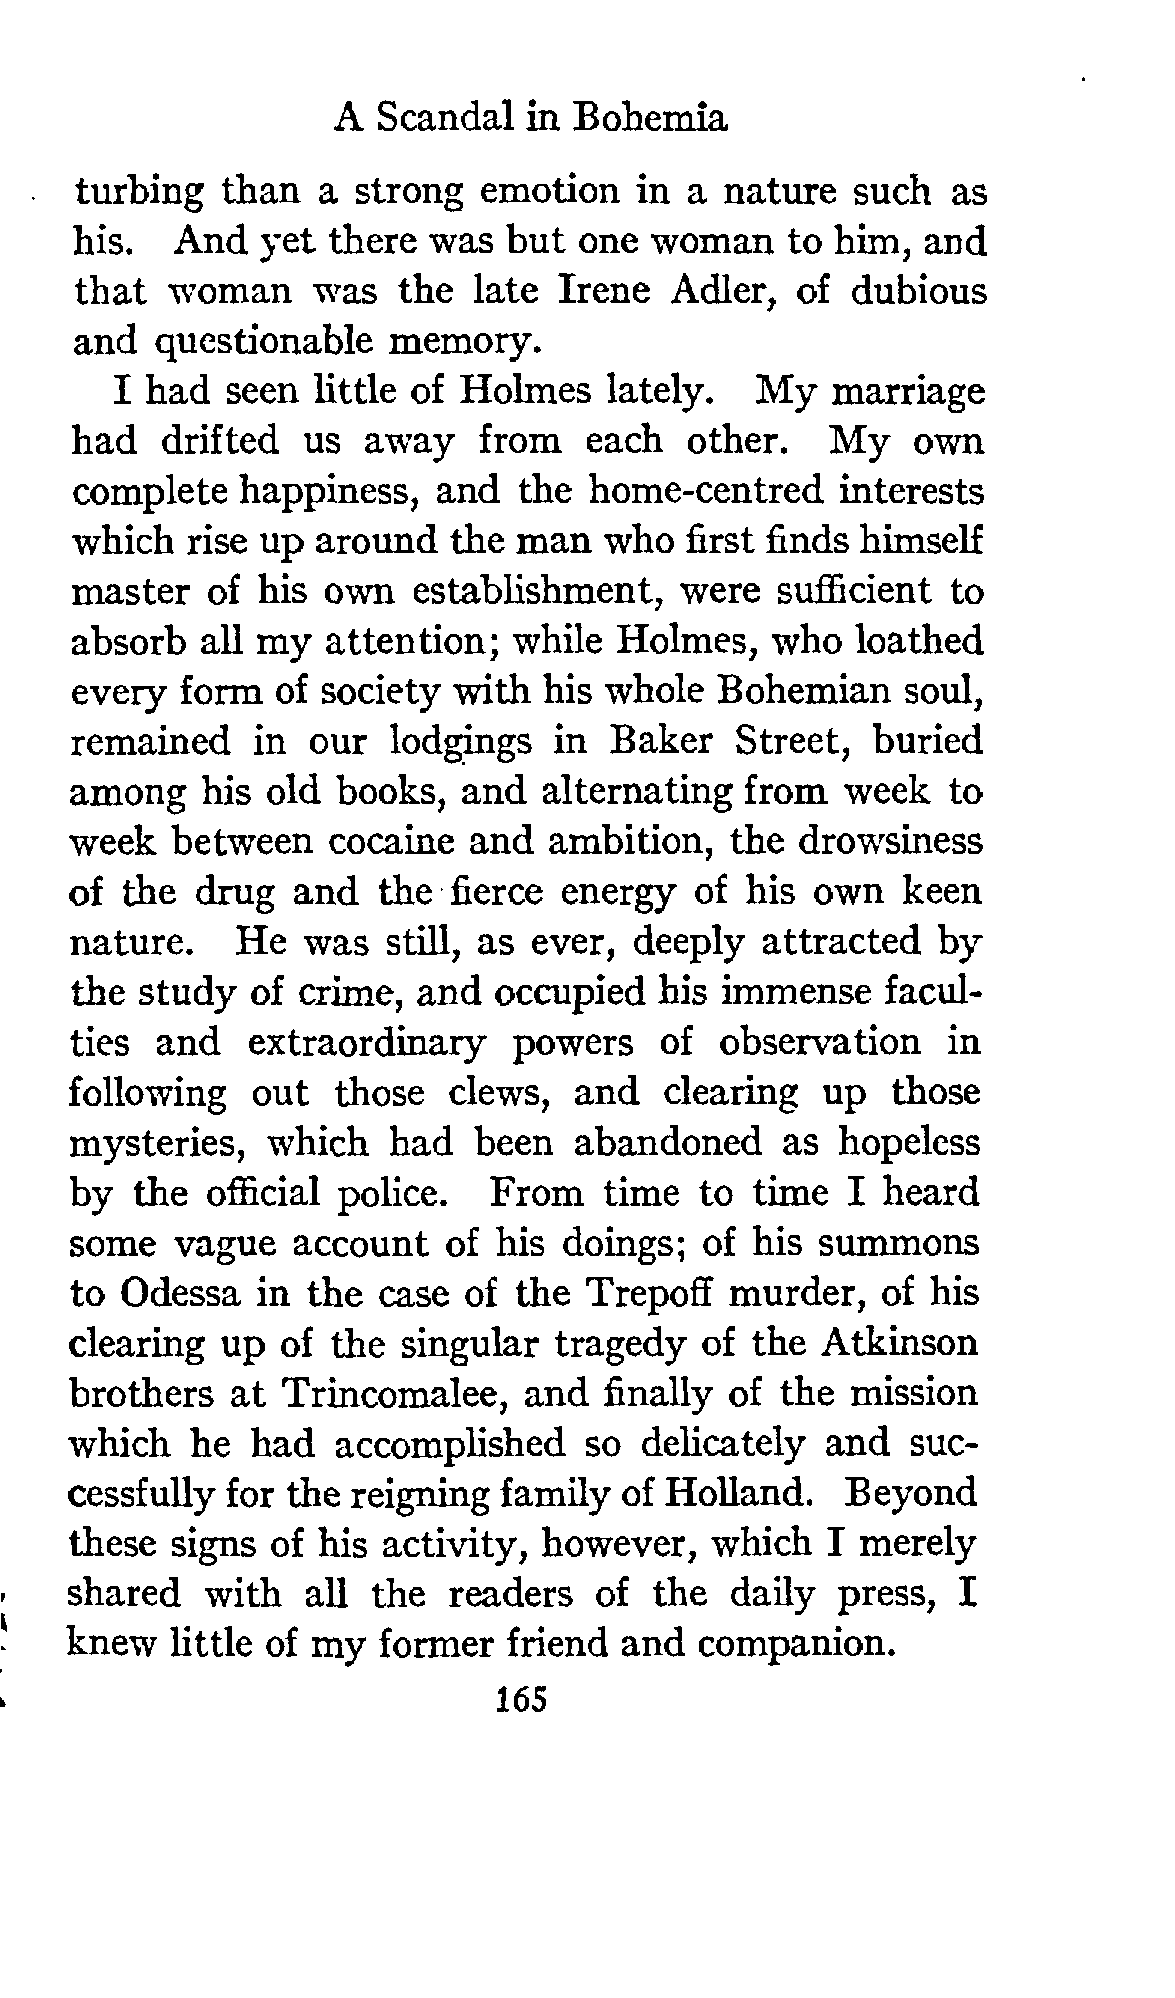 A Scandal in Bohemia
turbing than a strong emotion in a nature such as
his. And yet there was but one woman to him, and
that woman was the late Irene Adler, of dubious
and questionable memory.
I had seen little of Holmes lately. My marriage
had drifted us away from each other. My own
complete happiness, and the home-centred interests
which rise up around the man who first finds himself
master of his own establishment, were sufficient to
absorb all my attention; while Holmes, who loathed
every form of society with his whole Bohemian soul,
remained in our lodgings in Baker Street, buried
among his old books, and alternating from week to
week between cocaine and ambition, the drowsiness
of the drug and the fierce energy of his own keen
nature. He was still, as ever, deeply attracted by
the study of crime, and occupied his immense facul-
ties and extraordinary powers of observation in
following out those clews, and clearing up those
mysteries, which had been abandoned as hopeless
by the official police. From time to time I heard
some vague account of his doings; of his summons
to Odessa in the case of the Trepoff murder, of his
clearing up of the singular tragedy of the Atkinson
brothers at Trincomalee, and finally of the mission
which he had accomplished so delicately and suc-
cessfully for the reigning family of Holland. Beyond
these signs of his activity, however, which I merely
shared with all the readers of the daily press, I
knew little of my former friend and companion.
165